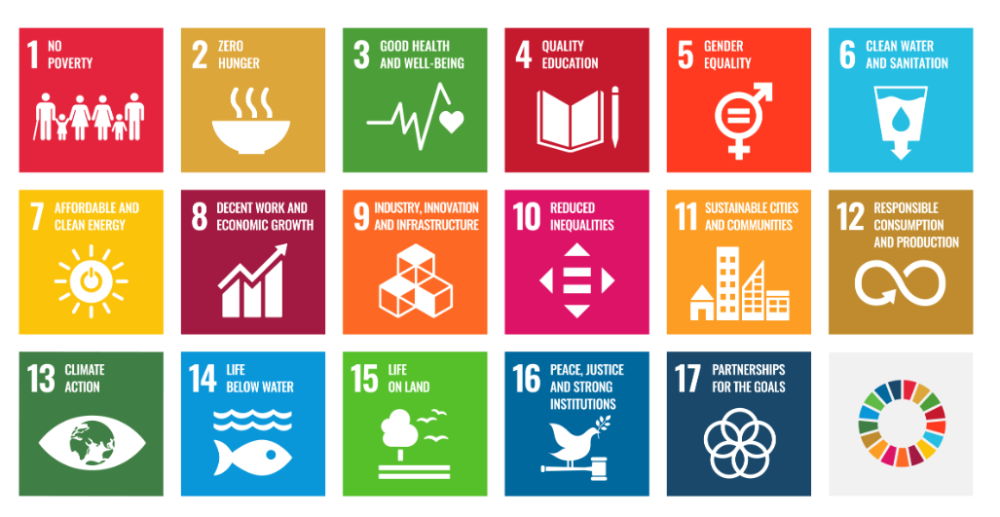 1 NO
POVERTY
2 ZERO
HUNGER
3 GOOD HEALTH
AND WELL-BEING
4 QUALITY
EDUCATION
5 GENDER
EQUALITY
6 CLEAN WATER
AND SANITATION
7 AFFORDABLE AND
CLEAN ENERGY
8 DECENT WORK AND
ECONOMIC GROWTH
9 INDUSTRY, INNOVATION
AND INFRASTRUCTURE
10 REDUCED
INEQUALITIES
11 SUSTAINABLE CITIES
AND COMMUNITIES
12 RESPONSIBLE
CONSUMPTION
AND PRODUCTION
13 CLIMATE
ACTION
14 LIFE
BELOW WATER
15 LIFE
ON LAND
16 PEACE, JUSTICE
AND STRONG
INSTITUTIONS
17 PARTNERSHIPS
FOR THE GOALS